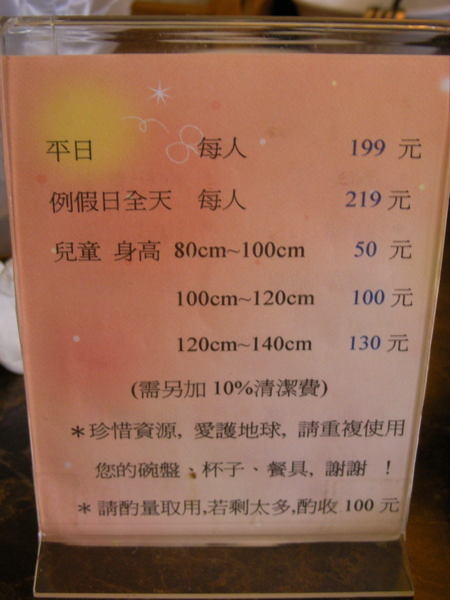 平日 每人 199 元
例假日全天 每人 219 元
兒童 身高 80cm~100cm 50 元
100cm~120cm 100 元
120cm~140cm 130 元
(需另加 10%清潔費)
＊珍惜資源, 愛護地球, 請重複使用
您的碗盤、杯子、餐具, 謝謝 !
＊請酌量取用,若剩太多,酌收 100 元